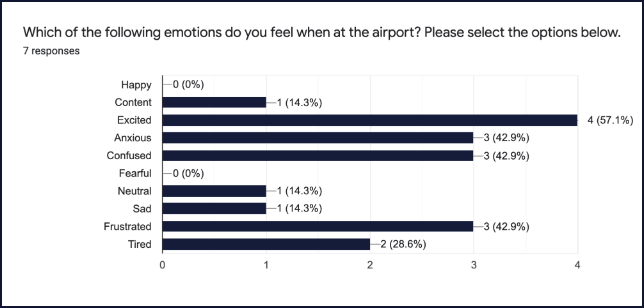 Which of the following emotions do you feel when at the airport? Please select the options below.
7 responses
Happy 0 (0%)
Content 1 (14.3%)
Excited 4 (57.1%)
Anxious 3 (42.9%)
Confused 3 (42.9%)
Fearful 0 (0%)
Neutral 1 (14.3%)
Sad 1 (14.3%)
Frustrated 3 (42.9%)
Tired 2 (28.6%)
0 1 2 3 4